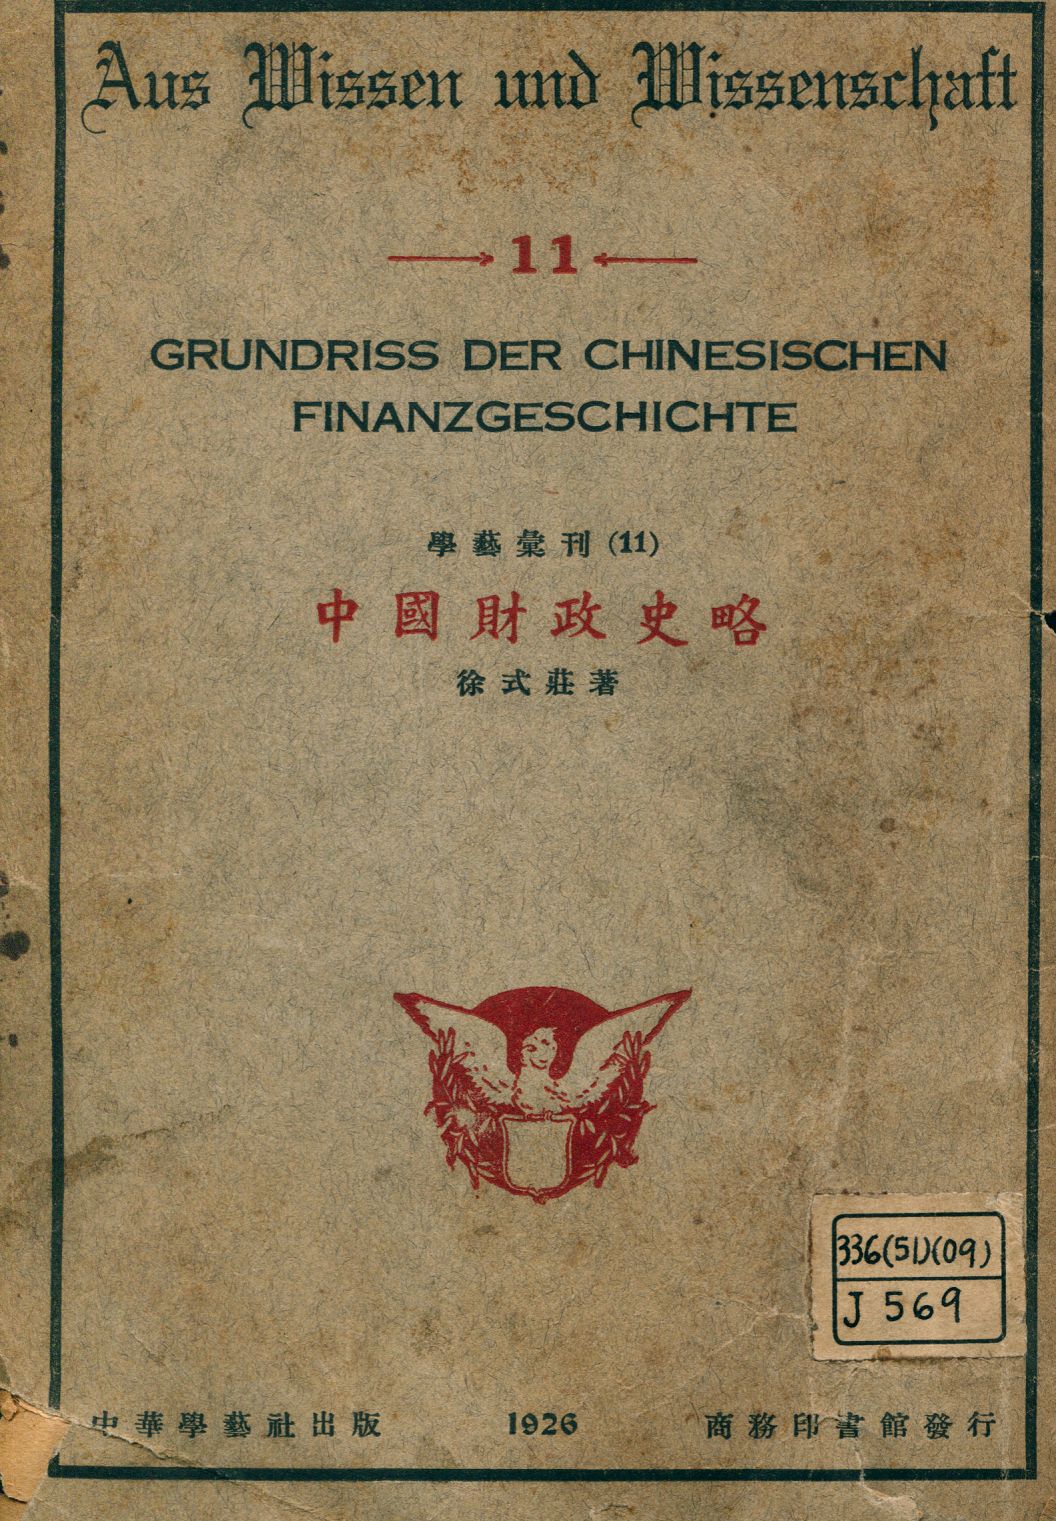 Aus Wissen und Wissenschaft
11
GRUNDRISS DER CHINESISCHEN
FINANZGESCHICHTE
學藝彙刊(11)
中國財政史略
徐式莊著
336(51)(09)
J 569
中華學藝社出版 1926 商務印書館發行